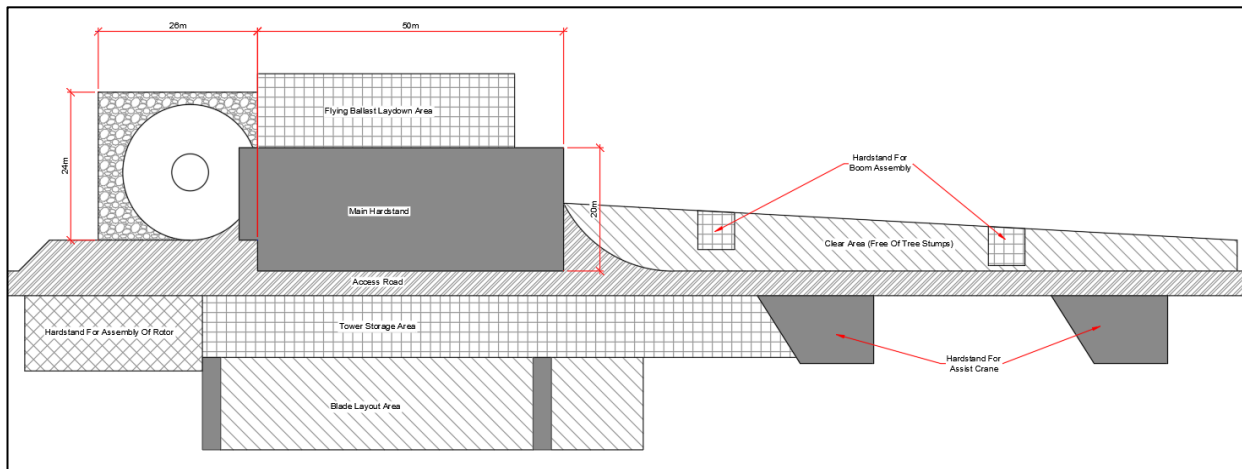 26m
50m
24m
Flying Ballast Laydown Area
Main Hardstand
20m
Hardstand For
Boom Assembly
Clear Area (Free Of Tree Stumps)
Access Road
Hardstand For Assembly Of Rotor
Tower Storage Area
Hardstand For
Assist Crane
Blade Layout Area